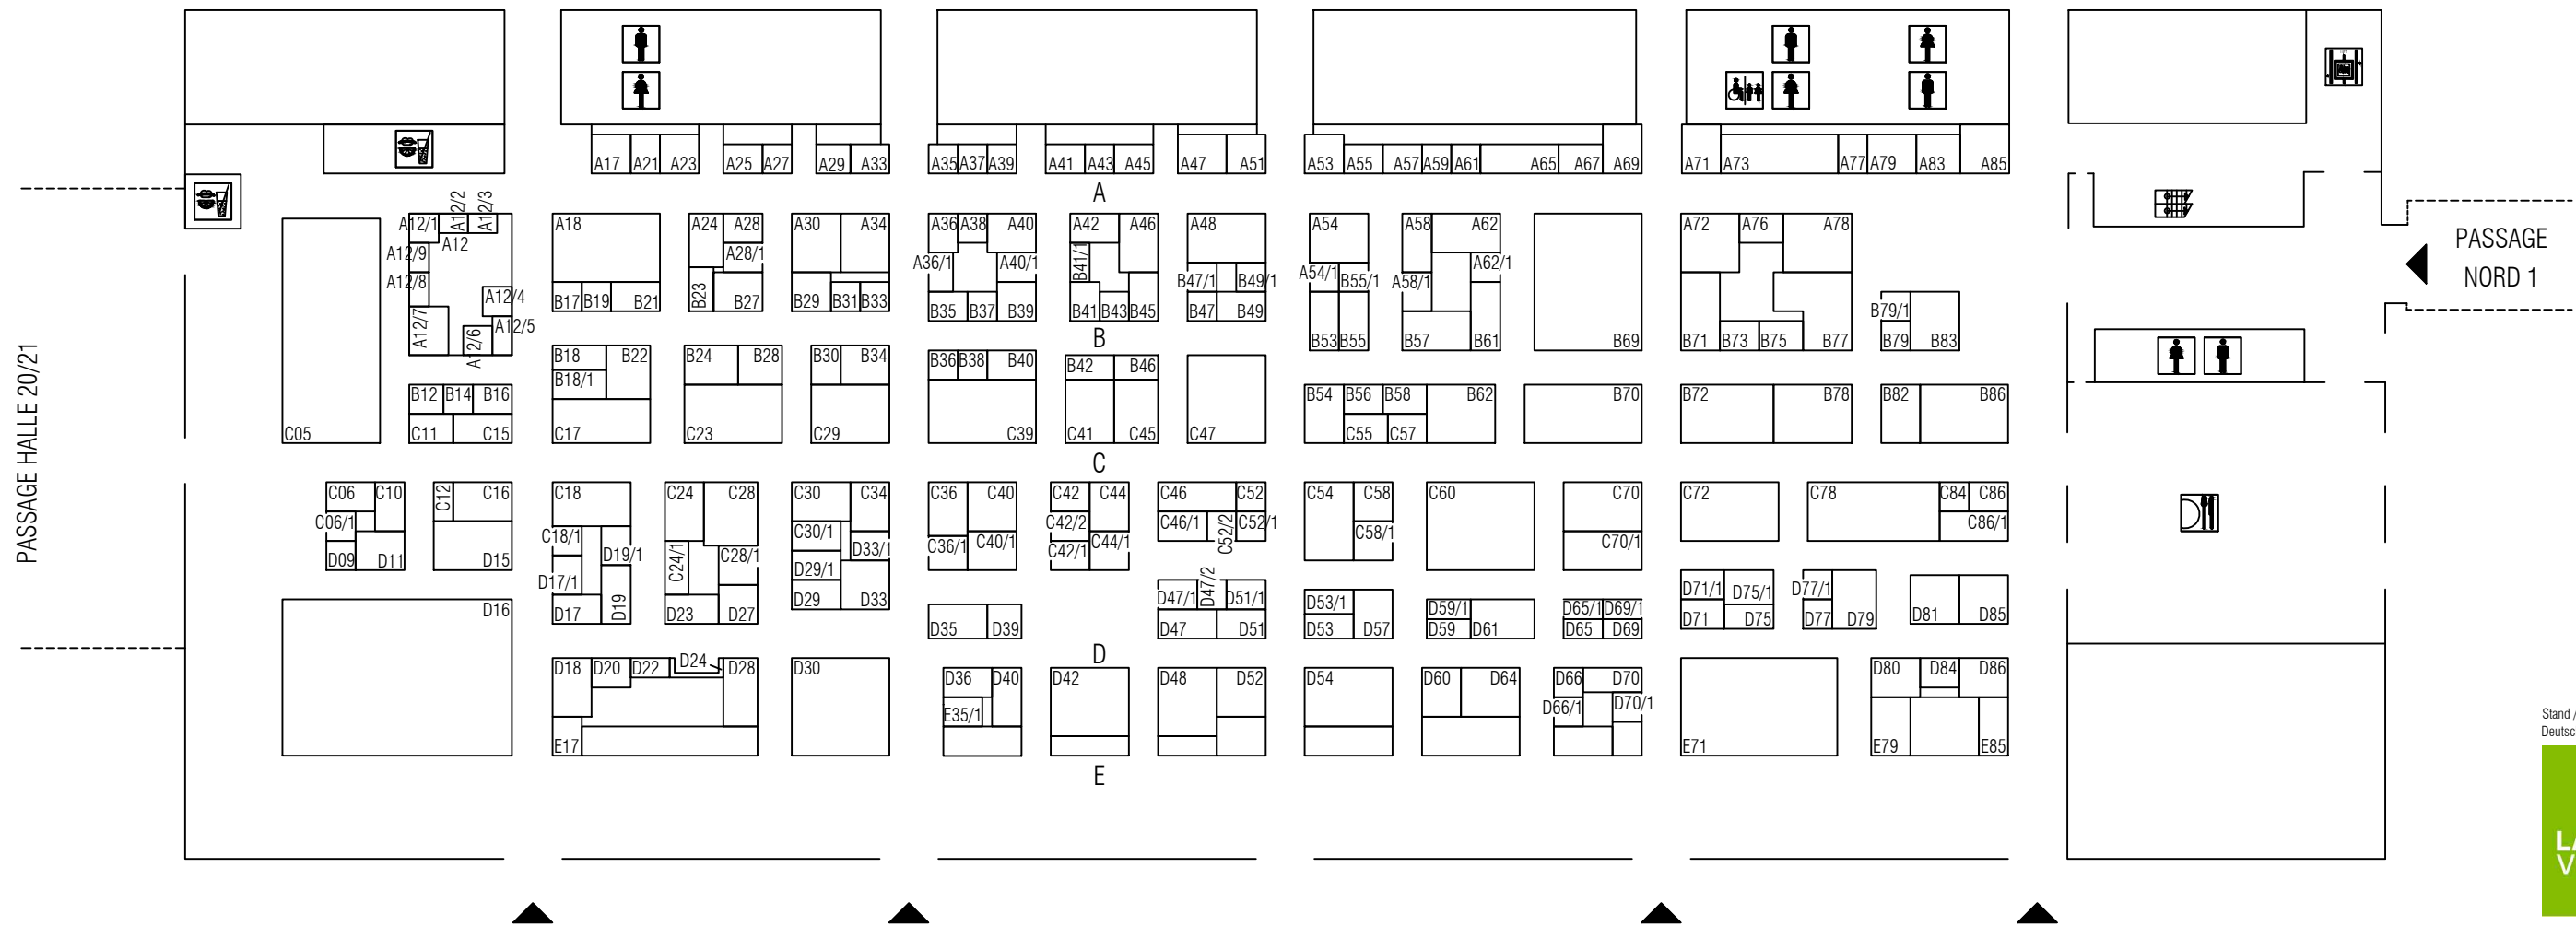 A17 A21 A23 A25 A27 A29 A33 A35 A37 A39 A41 A43 A45 A47 A51 A53 A55 A57 A59 A61 A65 A67 A69 A71 A73 A77 A79 A83 A85
A
A12/1 A12/2 A12/3 A18 A24 A28 A30 A34 A36 A38 A40 A42 A46 A48 A54 A58 A62 A72 A76 A78
A12
A12/9 A28/1 A36/1 A40/1 B41/1 A62/1
PASSAGE
NORD 1
A12/8 A54/1 B55/1 A58/1 B47/1 B49/1
A12/4 B17 B19 B21 B23 B27 B29 B31 B33 B35 B37 B39 B41 B43 B45 B47 B49 B79/1
A12/7 A12/6 A12/5
B
B53 B55 B57 B61 B69 B71 B73 B75 B77 B79 B83
PASSAGE HALLE 20/21
B18 B22 B24 B28 B30 B34 B36 B38 B40 B42 B46
B18/1
B12 B14 B16 B54 B56 B58 B62 B70 B72 B78 B82 B86
C05 C11 C15 C17 C23 C29 C39 C41 C45 C47 C55 C57
C
C06 C10 C12 C16 C18 C24 C28 C30 C34 C36 C40 C42 C44 C46 C52 C54 C58 C60 C70 C72 C78 C84 C86
C06/1 C18/1 C30/1 C42/2 C46/1 C52/2 C52/1 C58/1 C86/1
C36/1 C40/1 C42/1 C44/1 C70/1
D09 D11 D15 D19/1 C24/1 C28/1 D33/1
D17/1 D29/1 D47/2 D71/1 D75/1 D77/1
D16 D17 D19 D23 D27 D29 D33 D47/1 D51/1 D53/1 D59/1 D65/1 D69/1
D35 D39 D47 D51 D53 D57 D59 D61 D65 D69 D71 D75 D77 D79 D81 D85
D
D18 D20 D22 D24 D28 D30 D36 D40 D42 D48 D52 D54 D60 D64 D66 D70 D80 D84 D86
E35/1 D66/1 D70/1
E17 E71 E79 E85
E
Stand /
Deutsc